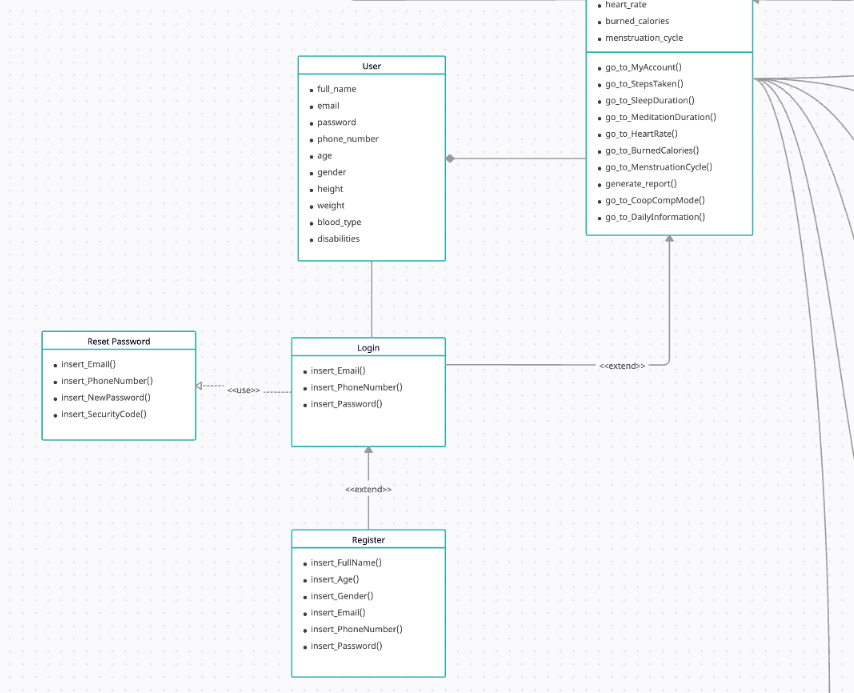 heart_rate
burned_calories
menstruation_cycle
go_to_MyAccount()
go_to_StepsTaken()
go_to_SleepDuration()
go_to_MeditationDuration()
go_to_HeartRate()
go_to_BurnedCalories()
go_to_MenstruationCycle()
generate_report()
go_to_CoopCompMode()
go_to_DailyInformation()
User
full_name
email
password
phone_number
age
gender
height
weight
blood_type
disabilities
Reset Password
insert_Email()
insert_PhoneNumber()
insert_NewPassword()
insert_SecurityCode()
<<use>>
Login
insert_Email()
insert_PhoneNumber()
insert_Password()
<<extend>>
<<extend>>
Register
insert_FullName()
insert_Age()
insert_Gender()
insert_Email()
insert_PhoneNumber()
insert_Password()